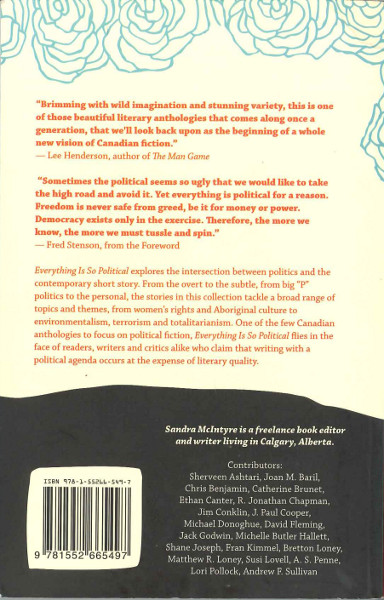 "Brimming with wild imagination and stunning variety, this is one
of those beautiful literary anthologies that comes along once a
generation, that we'll look back upon as the beginning of a whole
new vision of Canadian fiction."
— Lee Henderson, author of The Man Game
"Sometimes the political seems so ugly that we would like to take
the high road and avoid it. Yet everything is political for a reason.
Freedom is never safe from greed, be it for money or power.
Democracy exists only in the exercise. Therefore, the more we
know, the more we must tussle and spin."
— Fred Stenson, from the Foreword
Everything Is So Political explores the intersection between politics and the
contemporary short story. From the overt to the subtle, from big "P"
politics to the personal, the stories in this collection tackle a broad range of
topics and themes, from women's rights and Aboriginal culture to
environmentalism, terrorism and totalitarianism. One of the few Canadian
anthologies to focus on political fiction, Everything Is So Political flies in the
face of readers, writers and critics alike who claim that writing with a
political agenda occurs at the expense of literary quality.
Sandra McIntyre is a freelance book editor
and writer living in Calgary, Alberta.
Contributors:
Sherveen Ashtari, Joan M. Baril,
Chris Benjamin, Catherine Brunet,
Ethan Canter, R. Jonathan Chapman,
Jim Conklin, J. Paul Cooper,
Michael Donoghue, David Fleming,
Jack Godwin, Michelle Butler Hallett,
Shane Joseph, Fran Kimmel, Bretton Loney,
Matthew R. Loney, Susi Lovell, A. S. Penne,
Lori Pollock, Andrew F. Sullivan
ISBN 978-1-55266-549-7
9 781552 665497